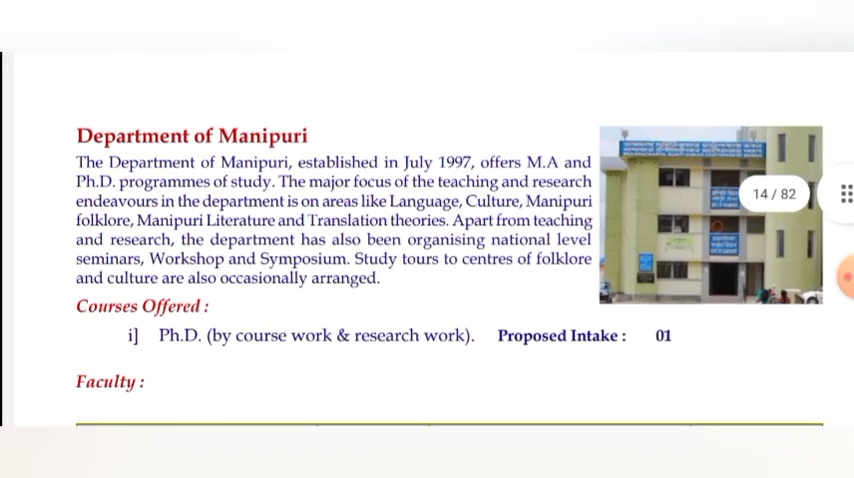 Department of Manipuri
The Department of Manipuri, established in July 1997, offers M.A and
Ph.D. programmes of study. The major focus of the teaching and research
endeavours in the department is on areas like Language, Culture, Manipuri
folklore, Manipuri Literature and Translation theories. Apart from teaching
and research, the department has also been organising national level
seminars, Workshop and Symposium. Study tours to centres of folklore
and culture are also occasionally arranged.
14 / 82
Courses Offered :
i] Ph.D. (by course work & research work). Proposed Intake : 01
Faculty :